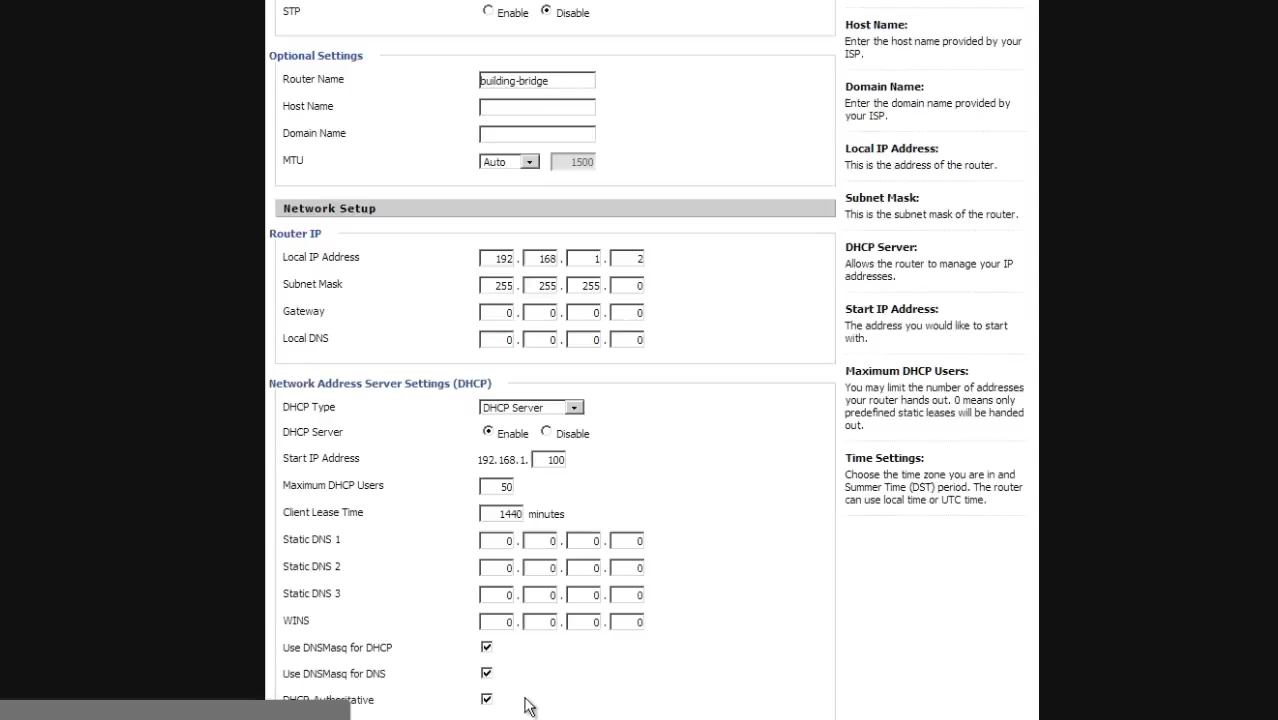 STP Enable Disable
Optional Settings
Router Name building-bridge
Host Name
Domain Name
MTU Auto 1500
Network Setup
Router IP
Local IP Address 192 . 168 . 1 . 2
Subnet Mask 255 . 255 . 255 . 0
Gateway 0 . 0 . 0 . 0
Local DNS 0 . 0 . 0 . 0
Network Address Server Settings (DHCP)
DHCP Type DHCP Server
DHCP Server Enable Disable
Start IP Address 192.168.1. 100
Maximum DHCP Users 50
Client Lease Time 1440 minutes
Static DNS 1 0 . 0 . 0 . 0
Static DNS 2 0 . 0 . 0 . 0
Static DNS 3 0 . 0 . 0 . 0
WINS 0 . 0 . 0 . 0
Use DNSMasq for DHCP
Use DNSMasq for DNS
DHCP-Authoritative
Host Name:
Enter the host name provided by your
ISP.
Domain Name:
Enter the domain name provided by
your ISP.
Local IP Address:
This is the address of the router.
Subnet Mask:
This is the subnet mask of the router.
DHCP Server:
Allows the router to manage your IP
addresses.
Start IP Address:
The address you would like to start
with.
Maximum DHCP Users:
You may limit the number of addresses
your router hands out. 0 means only
predefined static leases will be handed
out.
Time Settings:
Choose the time zone you are in and
Summer Time (DST) period. The router
can use local time or UTC time.